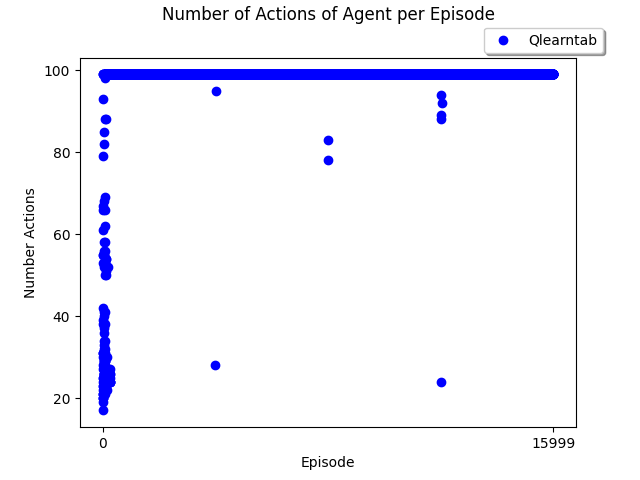 Number of Actions of Agent per Episode
Qlearntab
100
80
60
40
20
Number Actions
0
15999
Episode